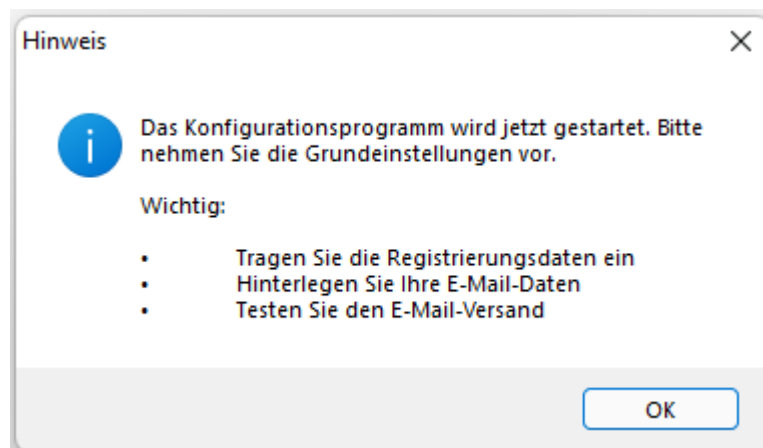 Hinweis
Das Konfigurationsprogramm wird jetzt gestartet. Bitte
nehmen Sie die Grundeinstellungen vor.
Wichtig:
• Tragen Sie die Registrierungsdaten ein
• Hinterlegen Sie Ihre E-Mail-Daten
• Testen Sie den E-Mail-Versand
OK